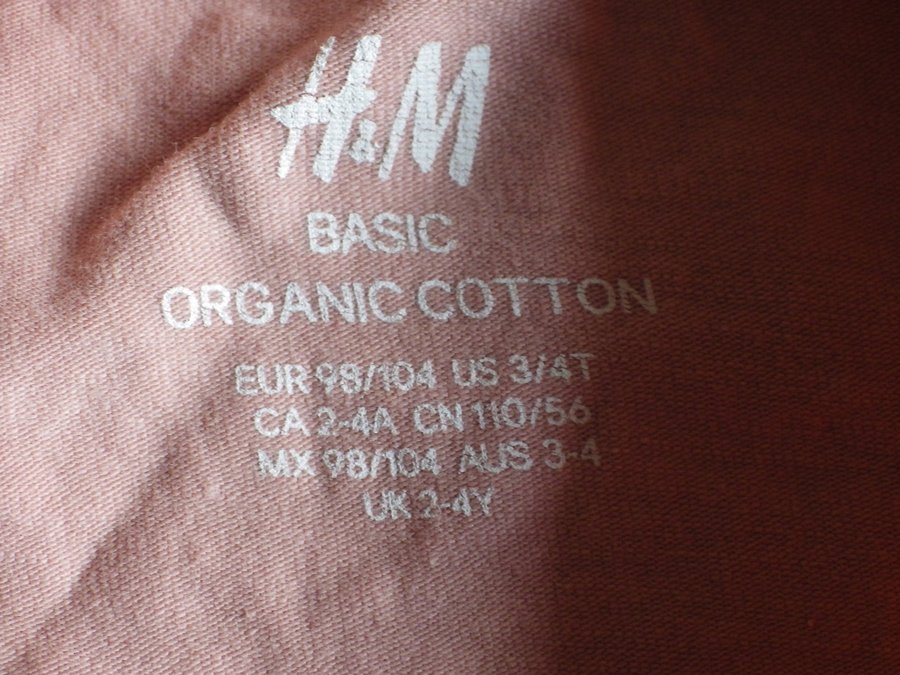 H&M
BASIC
ORGANIC COTTON
EUR 98/104 US 3/4T
CA 2-4A CN 110/56
MX 98/104 AUS 3-4
UK 2-4Y